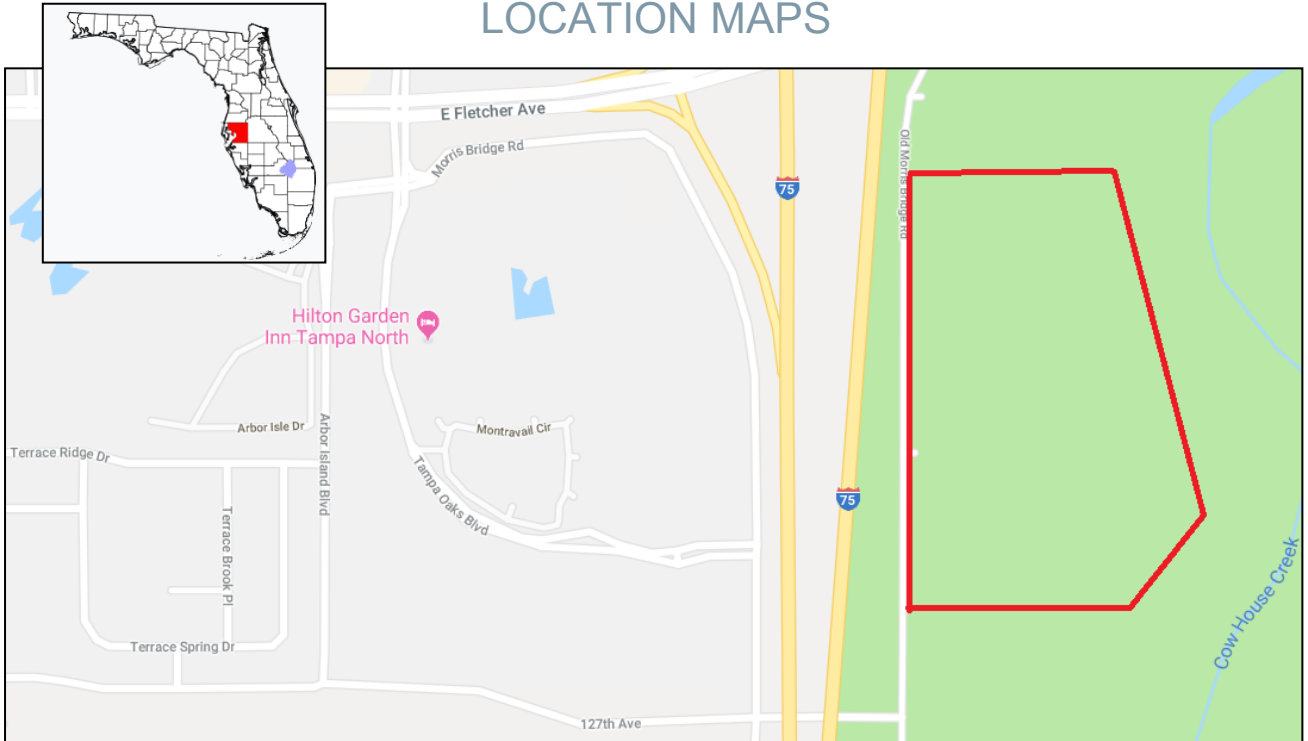 LOCATION MAPS
E Fletcher Ave
Morris Bridge Rd
Old Morris Bridge Rd
75
Hilton Garden
Inn Tampa North
Arbor Isle Dr
Arbor Island Blvd
Montravail Cir
Terrace Ridge Dr
Tampa Oaks Blvd
75
Terrace Brook Pl
Cow House Creek
Terrace Spring Dr
127th Ave